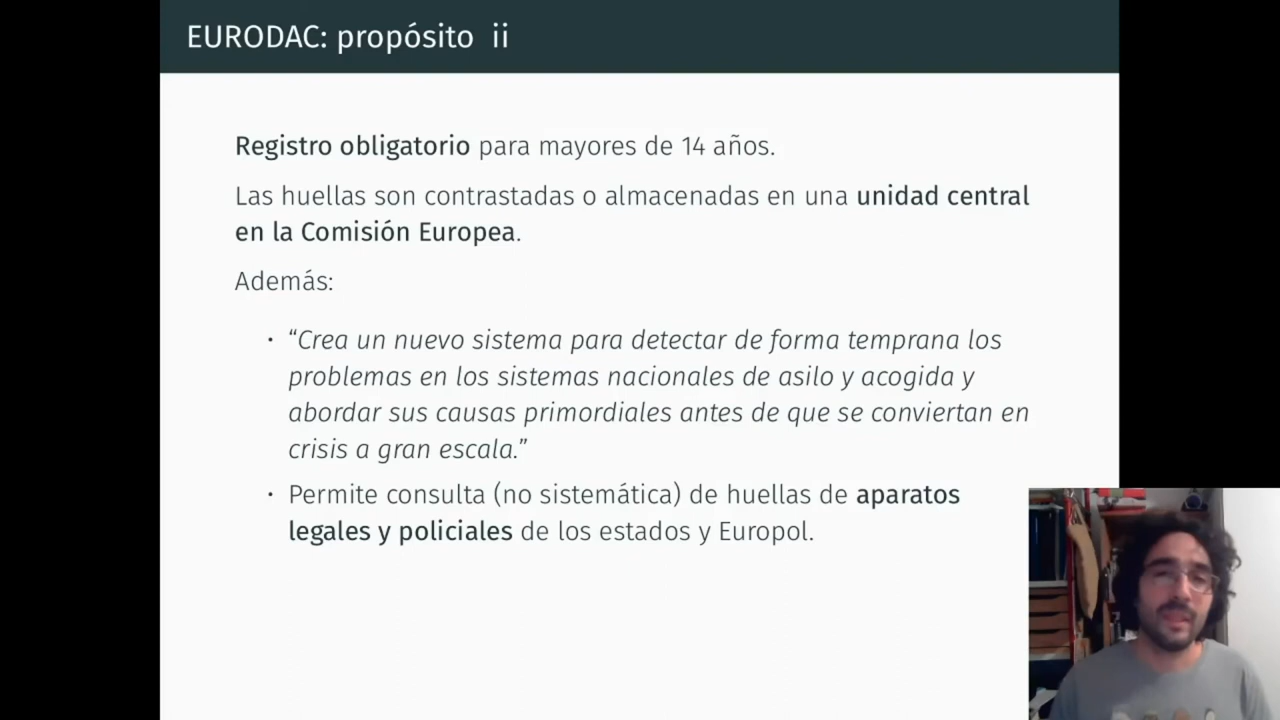 EURODAC: propósito ii
Registro obligatorio para mayores de 14 años.
Las huellas son contrastadas o almacenadas en una unidad central
en la Comisión Europea.
Además:
· “Crea un nuevo sistema para detectar de forma temprana los
problemas en los sistemas nacionales de asilo y acogida y
abordar sus causas primordiales antes de que se conviertan en
crisis a gran escala.”
· Permite consulta (no sistemática) de huellas de aparatos
legales y policiales de los estados y Europol.